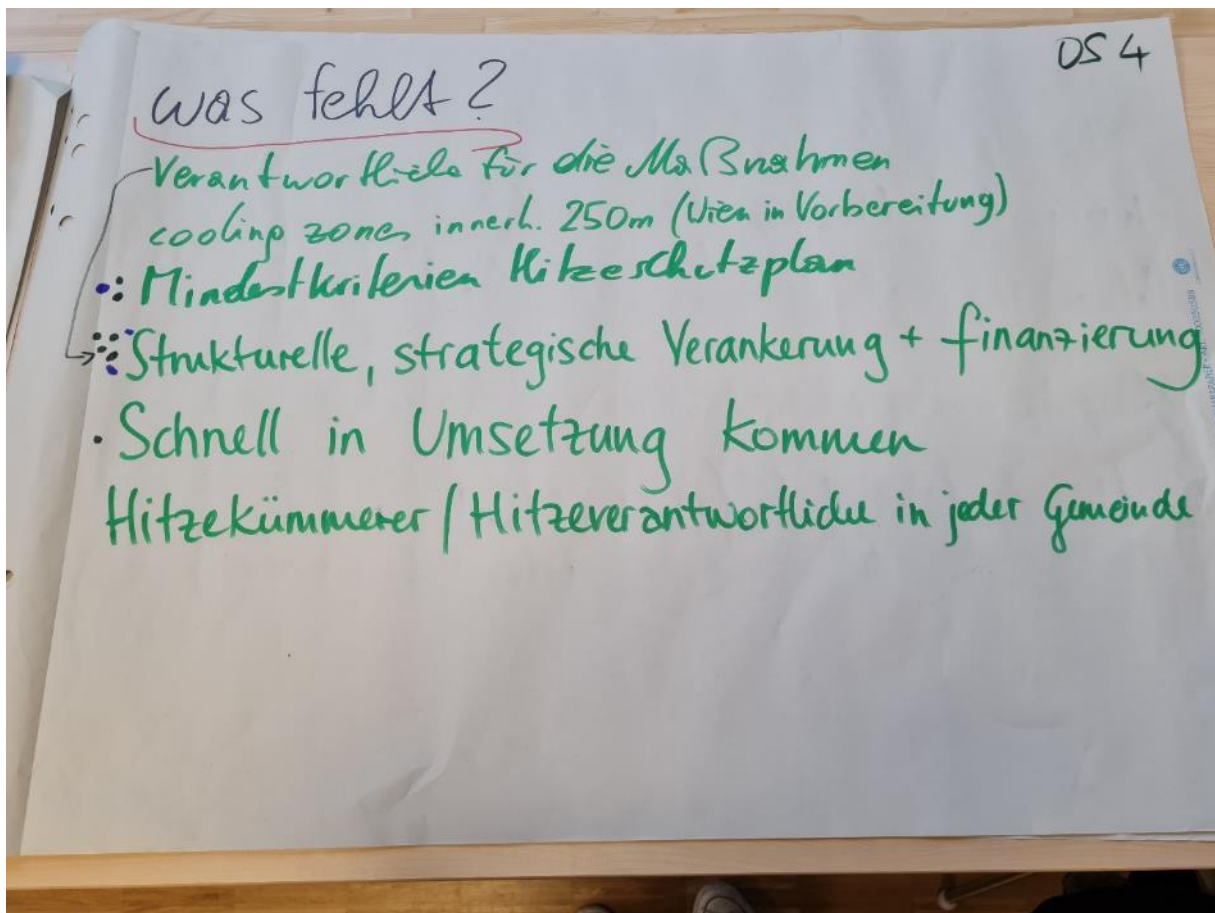 OS 4
was fehlt?
Verantwortliche für die Maßnahmen
cooling zones innerh. 250m (Wien in Vorbereitung)
Mindestkriterien Hitzeschutzplan
Strukturelle, strategische Verankerung + finanzierung
Schnell in Umsetzung kommen
Hitzekümmerer / Hitzeverantwortliche in jeder Gemeinde